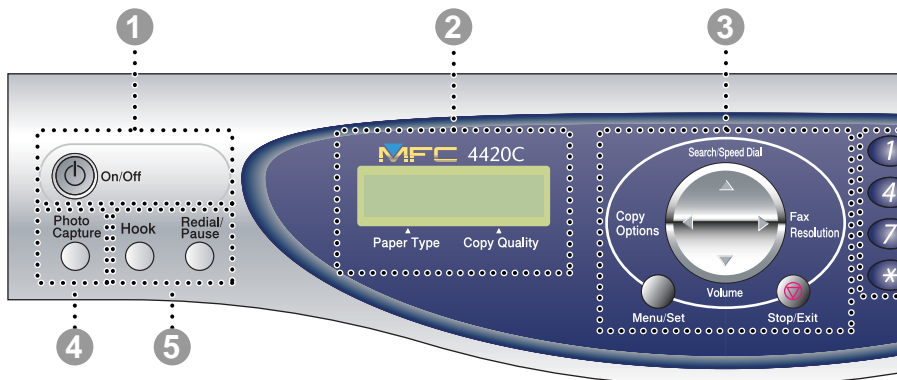 1 2 3
MFC 4420C
Search/Speed Dial
On/Off
Photo Capture
Hook
Redial/Pause
Paper Type
Copy Quality
Copy Options
Fax Resolution
Volume
Menu/Set
Stop/Exit
1
4
7
*
4 5